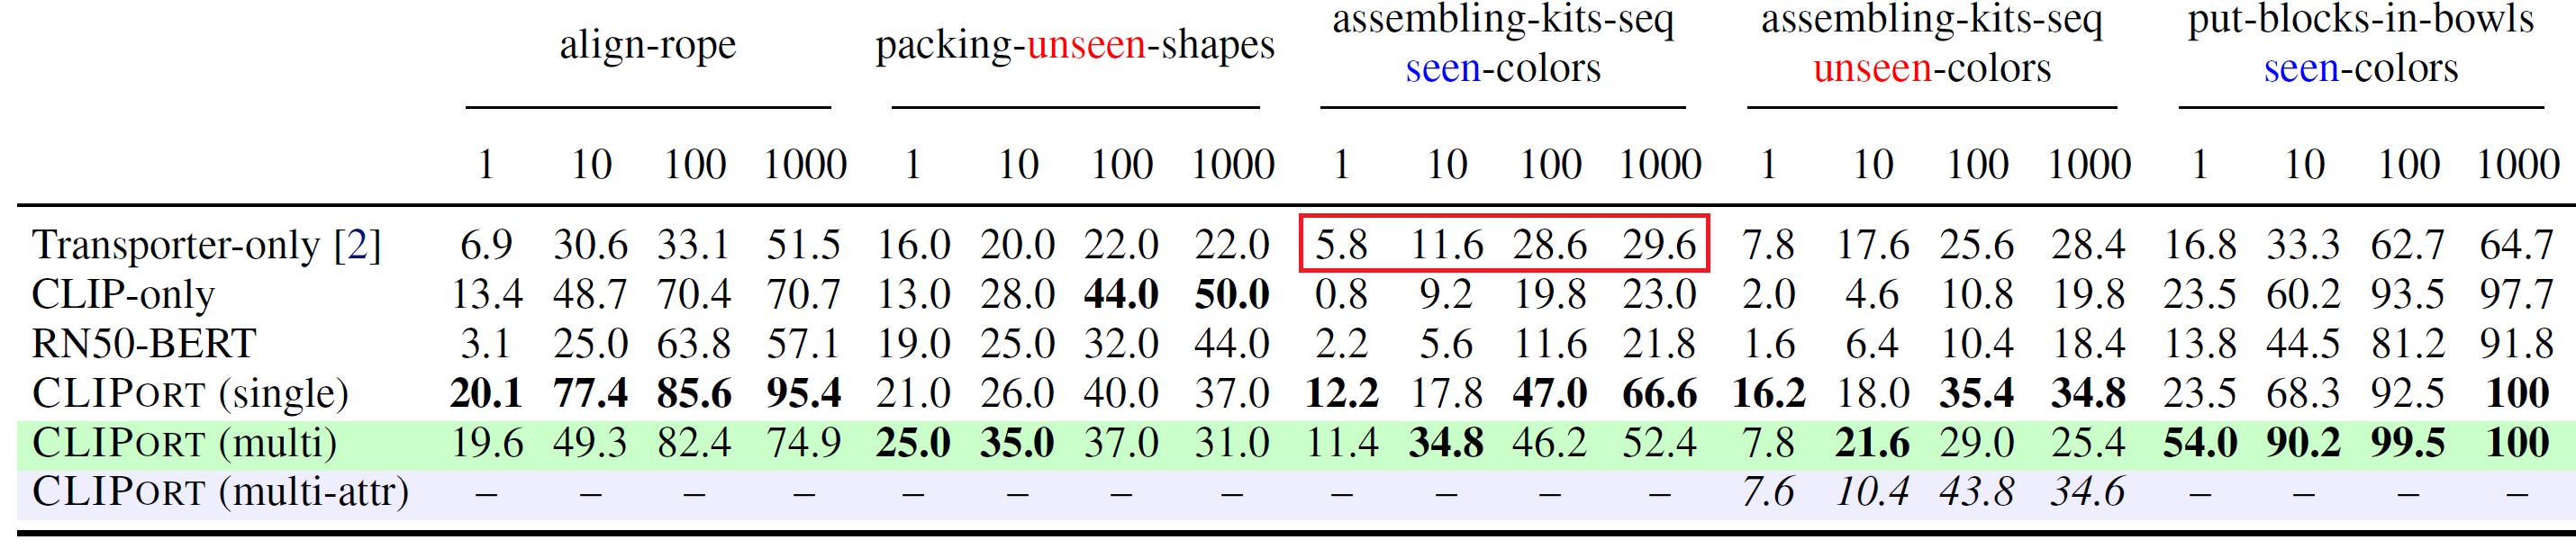 align-rope packing-unseen-shapes assembling-kits-seq seen-colors assembling-kits-seq unseen-colors put-blocks-in-bowls seen-colors
1 10 100 1000 1 10 100 1000 1 10 100 1000 1 10 100 1000 1 10 100 1000
Transporter-only [2] 6.9 30.6 33.1 51.5 16.0 20.0 22.0 22.0 5.8 11.6 28.6 29.6 7.8 17.6 25.6 28.4 16.8 33.3 62.7 64.7
CLIP-only 13.4 48.7 70.4 70.7 13.0 28.0 44.0 50.0 0.8 9.2 19.8 23.0 2.0 4.6 10.8 19.8 23.5 60.2 93.5 97.7
RN50-BERT 3.1 25.0 63.8 57.1 19.0 25.0 32.0 44.0 2.2 5.6 11.6 21.8 1.6 6.4 10.4 18.4 13.8 44.5 81.2 91.8
CLIPORT (single) 20.1 77.4 85.6 95.4 21.0 26.0 40.0 37.0 12.2 17.8 47.0 66.6 16.2 18.0 35.4 34.8 23.5 68.3 92.5 100
CLIPORT (multi) 19.6 49.3 82.4 74.9 25.0 35.0 37.0 31.0 11.4 34.8 46.2 52.4 7.8 21.6 29.0 25.4 54.0 90.2 99.5 100
CLIPORT (multi-attr) – – – – – – – – – – – – 7.6 10.4 43.8 34.6 – – – –